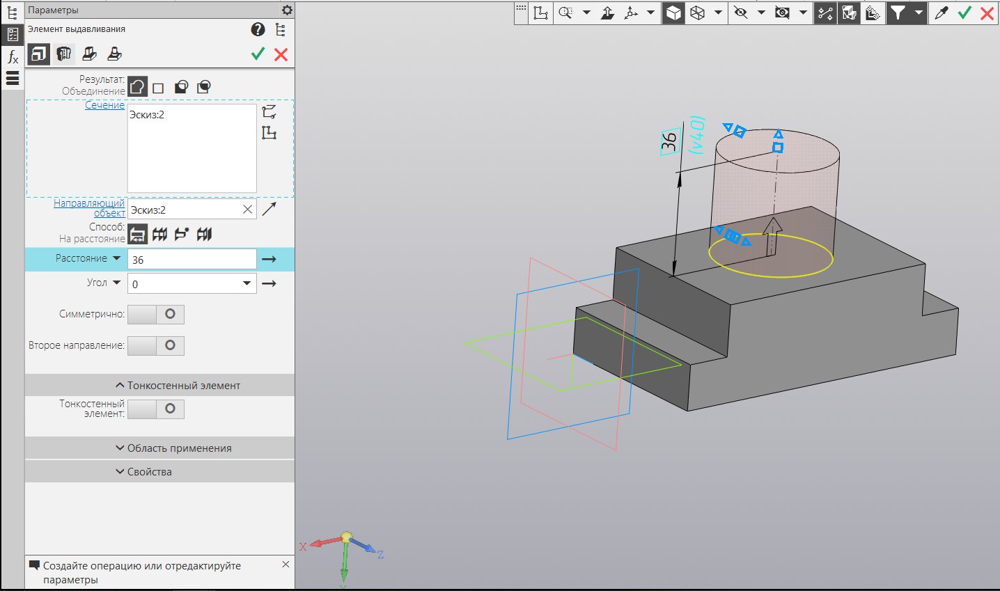 Параметры
Элемент выдавливания
?
fx
Результат:
Объединение
Сечение
Эскиз:2
Направляющий
объект
Эскиз:2
Способ:
На расстояние
Расстояние
36
Угол
0
Симметрично:
Второе направление:
Тонкостенный элемент
Тонкостенный
элемент:
Область применения
Свойства
Создайте операцию или отредактируйте
параметры
36
(v40)
X
Z
Y